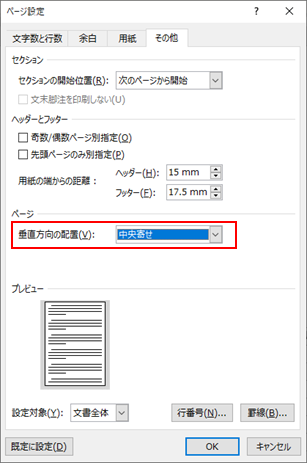 ページ設定
文字数と行数 余白 用紙 その他
セクション
セクションの開始位置(R): 次のページから開始
文末脚注を印刷しない(U)
ヘッダーとフッター
奇数/偶数ページ別指定(O)
先頭ページのみ別指定(P)
用紙の端からの距離: ヘッダー(H): 15 mm
フッター(F): 17.5 mm
ページ
垂直方向の配置(V): 中央寄せ
プレビュー
設定対象(Y): 文書全体 行番号(N)... 罫線(B)...
既定に設定(D) OK キャンセル